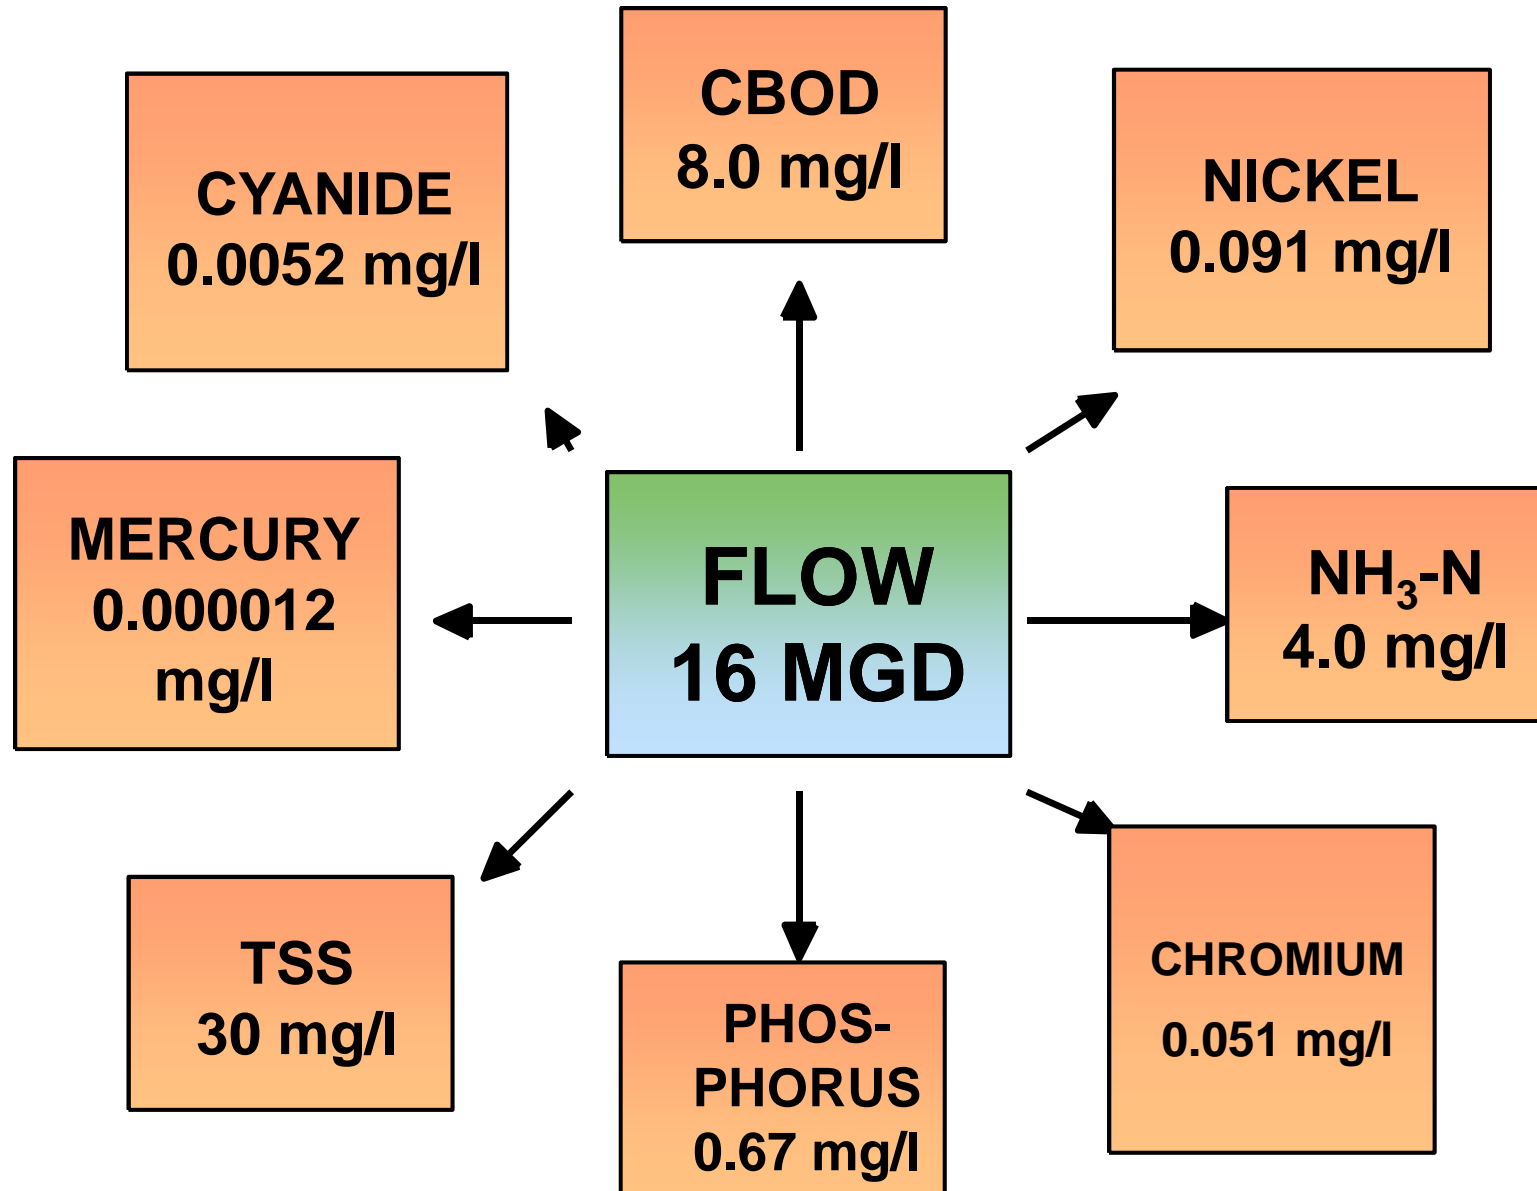 CBOD
8.0 mg/l
CYANIDE
0.0052 mg/l
NICKEL
0.091 mg/l
MERCURY
0.000012
mg/l
FLOW
16 MGD
NH₃-N
4.0 mg/l
TSS
30 mg/l
PHOS-
PHORUS
0.67 mg/l
CHROMIUM
0.051 mg/l